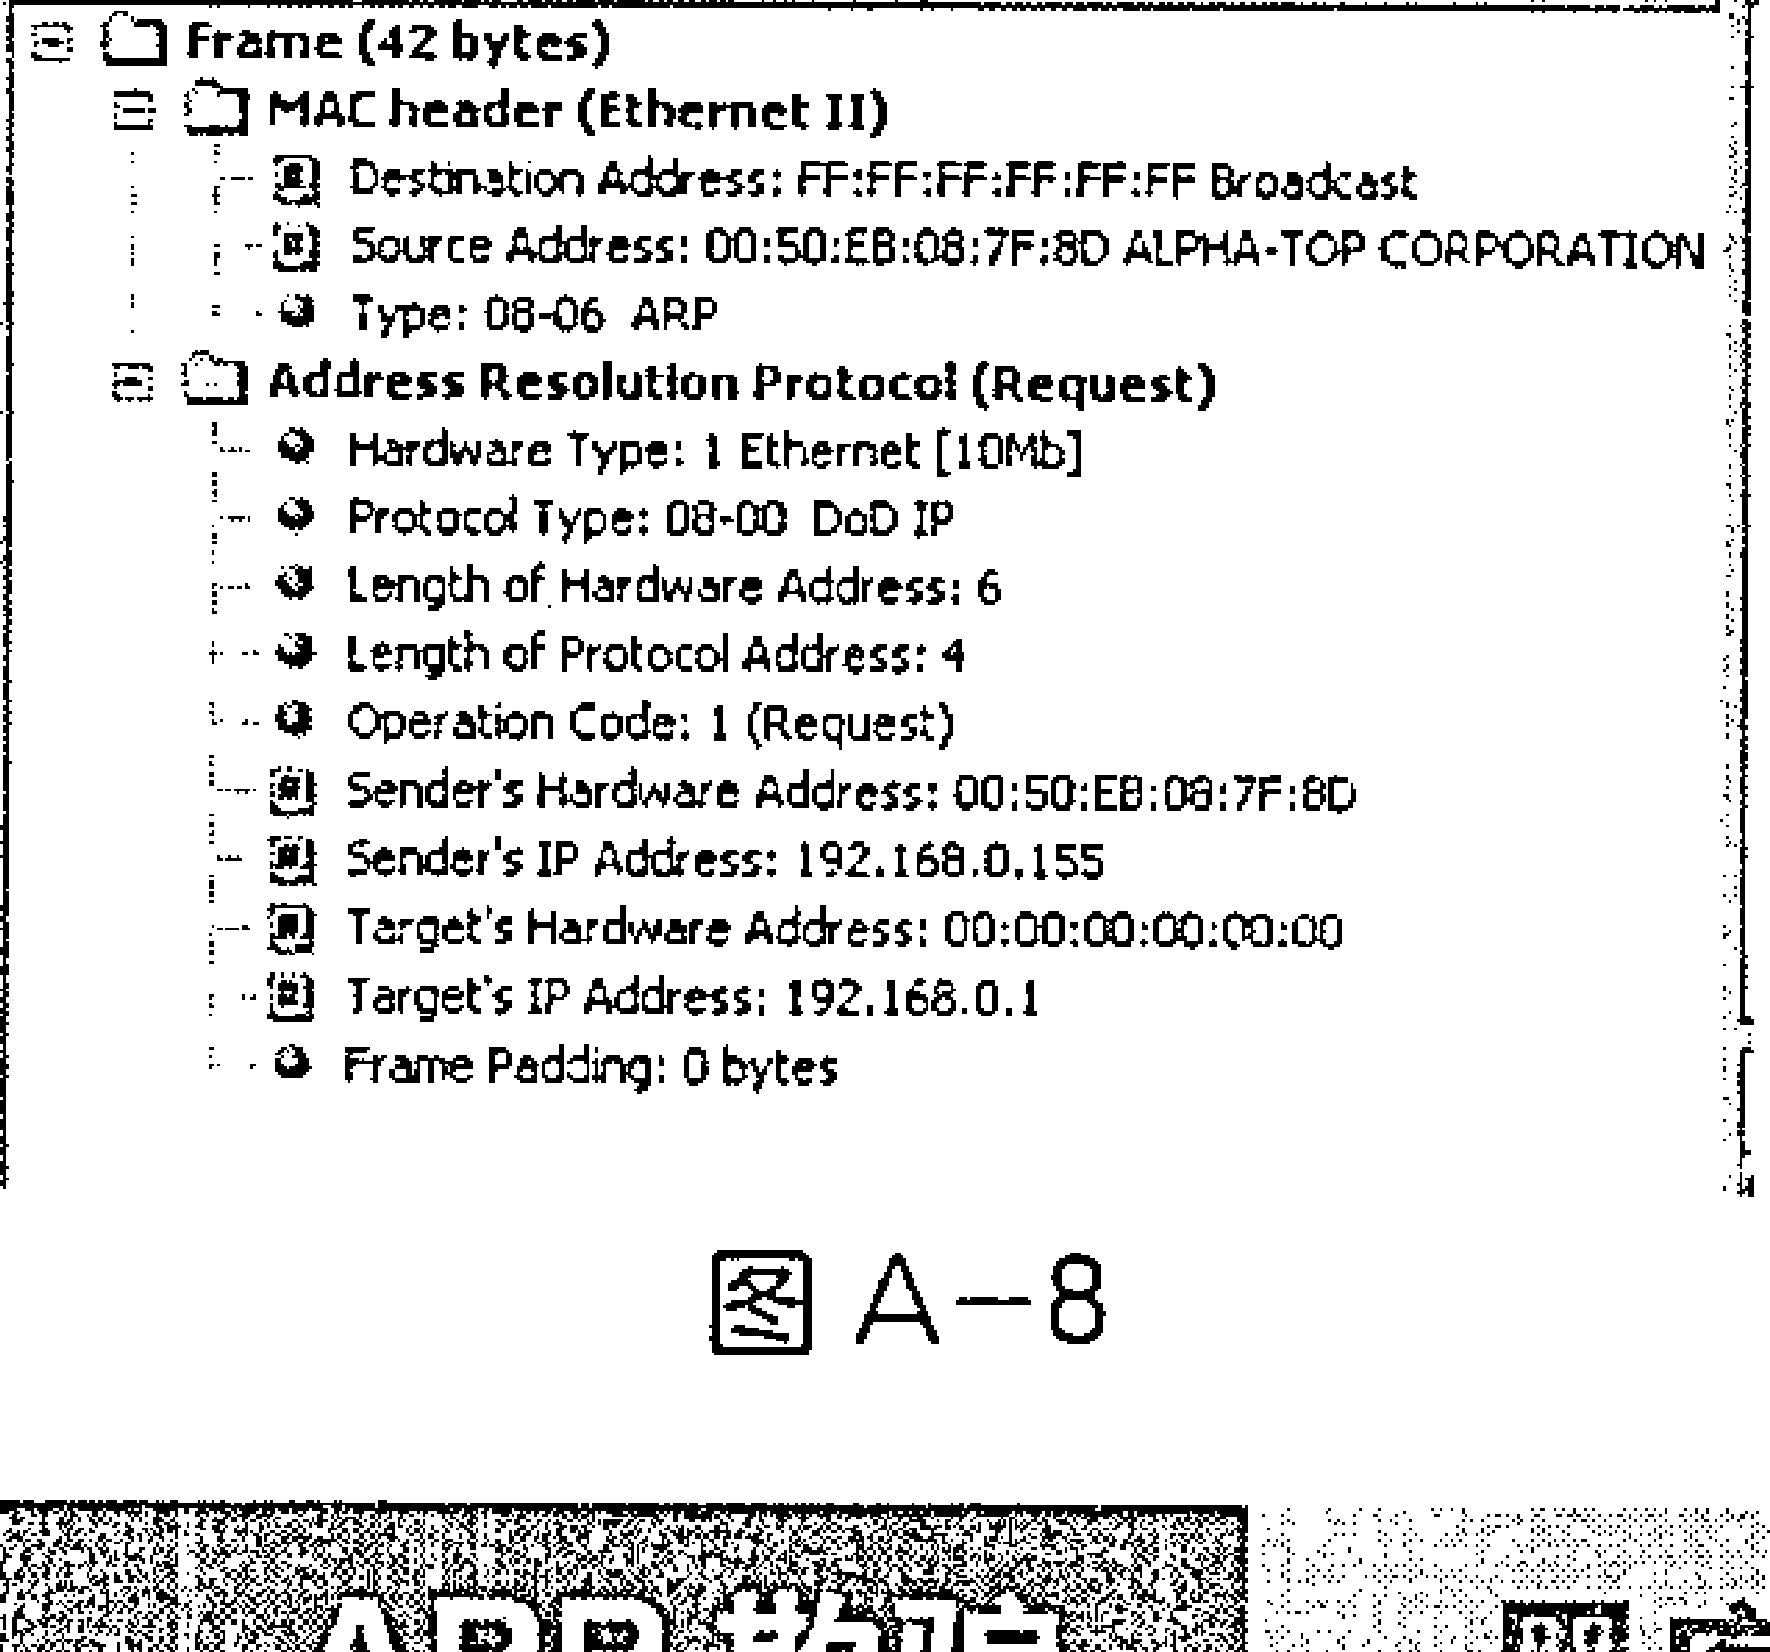 Frame (42 bytes)
MAC header (Ethernet II)
Destination Address: FF:FF:FF:FF:FF:FF Broadcast
Source Address: 00:50:EB:08:7F:8D ALPHA-TOP CORPORATION
Type: 08-06 ARP
Address Resolution Protocol (Request)
Hardware Type: 1 Ethernet [10Mb]
Protocol Type: 08-00 DoD IP
Length of Hardware Address: 6
Length of Protocol Address: 4
Operation Code: 1 (Request)
Sender's Hardware Address: 00:50:EB:08:7F:8D
Sender's IP Address: 192.168.0.155
Target's Hardware Address: 00:00:00:00:00:00
Target's IP Address: 192.168.0.1
Frame Padding: 0 bytes
图 A-8